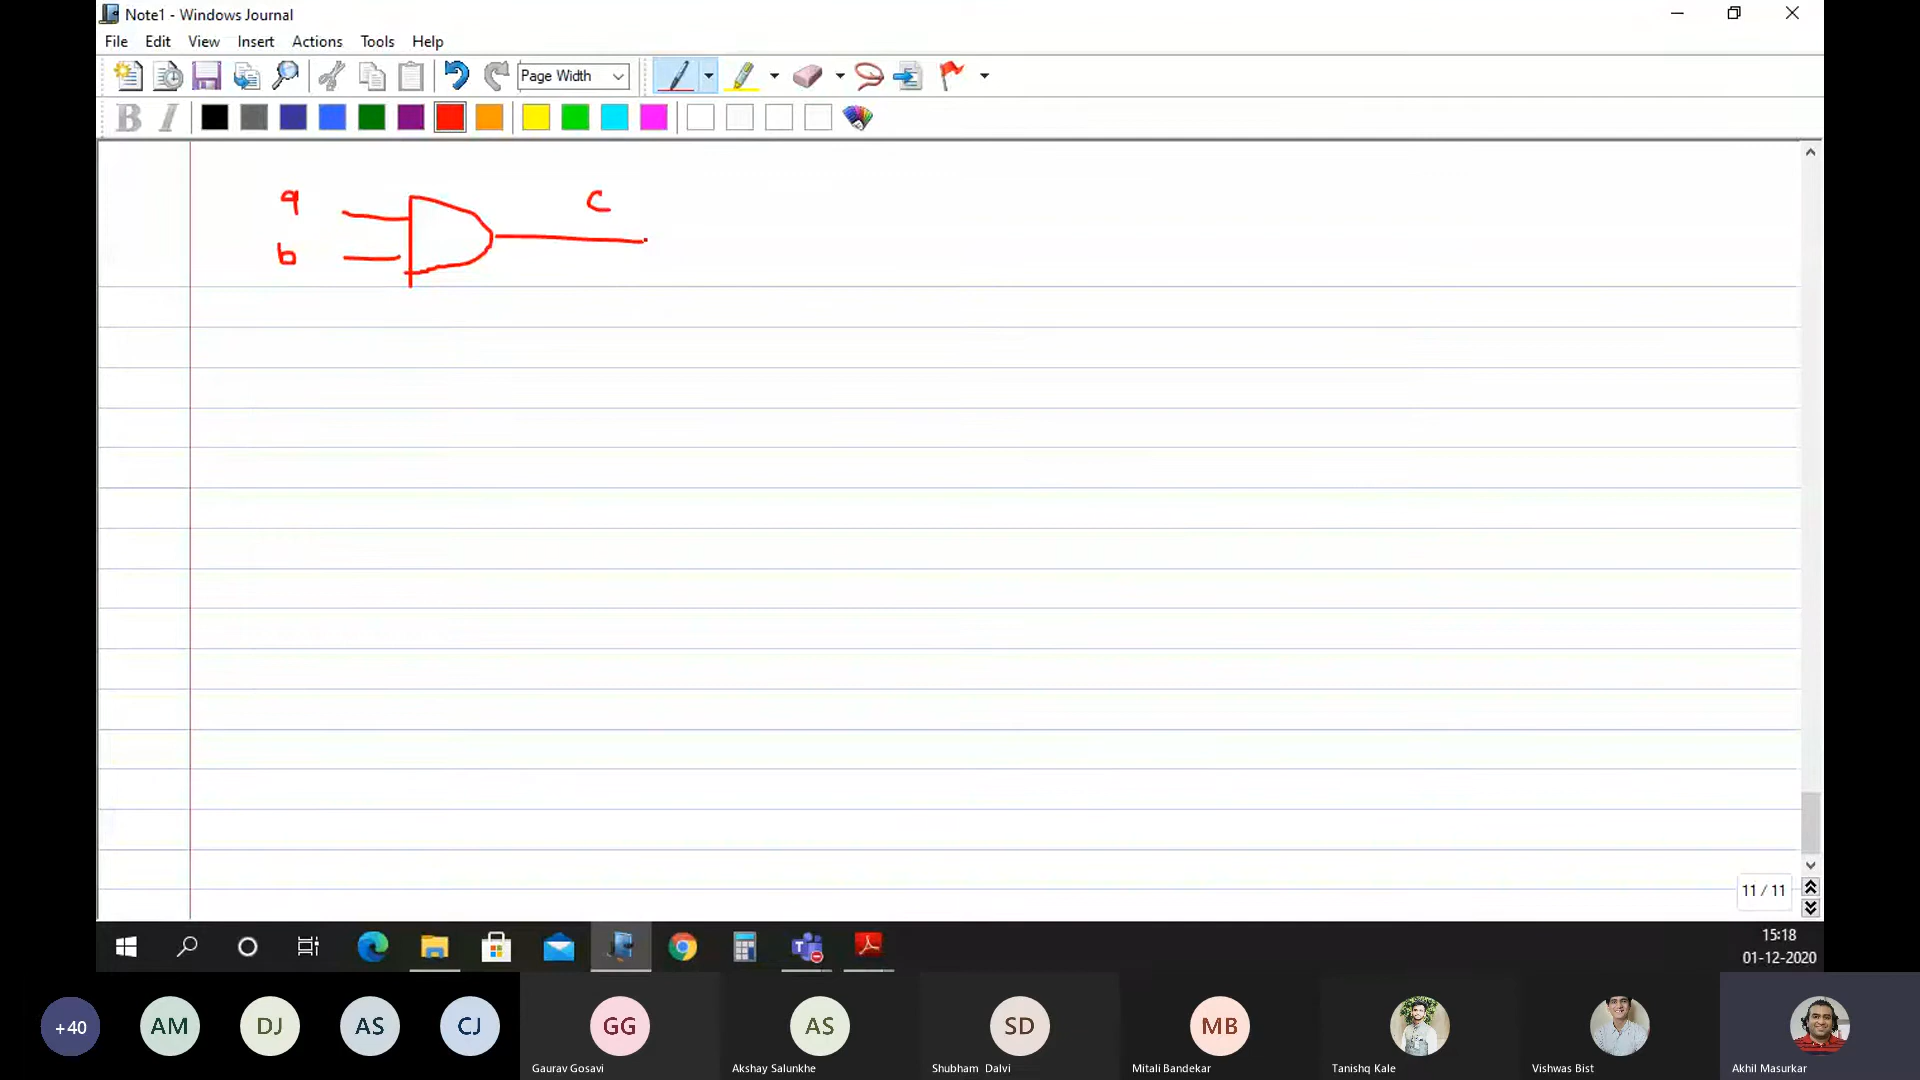 Note1 - Windows Journal
File Edit View Insert Actions Tools Help
Page Width
B I
a
c
b
11 / 11
15:18
01-12-2020
+40 AM DJ AS CJ GG AS SD MB
Gaurav Gosavi Akshay Salunkhe Shubham Dalvi Mitali Bandekar Tanishq Kale Vishwas Bist Akhil Masurkar